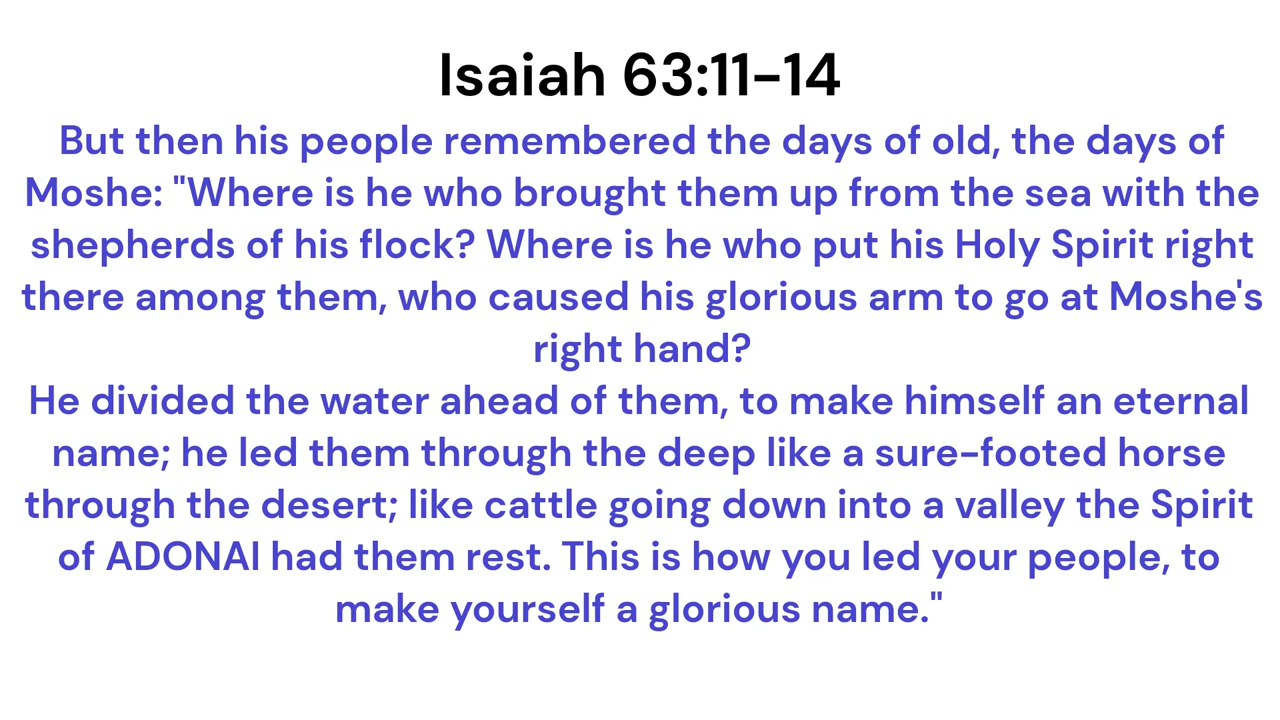 Isaiah 63:11-14
But then his people remembered the days of old, the days of
Moshe: "Where is he who brought them up from the sea with the
shepherds of his flock? Where is he who put his Holy Spirit right
there among them, who caused his glorious arm to go at Moshe's
right hand?
He divided the water ahead of them, to make himself an eternal
name; he led them through the deep like a sure-footed horse
through the desert; like cattle going down into a valley the Spirit
of ADONAI had them rest. This is how you led your people, to
make yourself a glorious name."